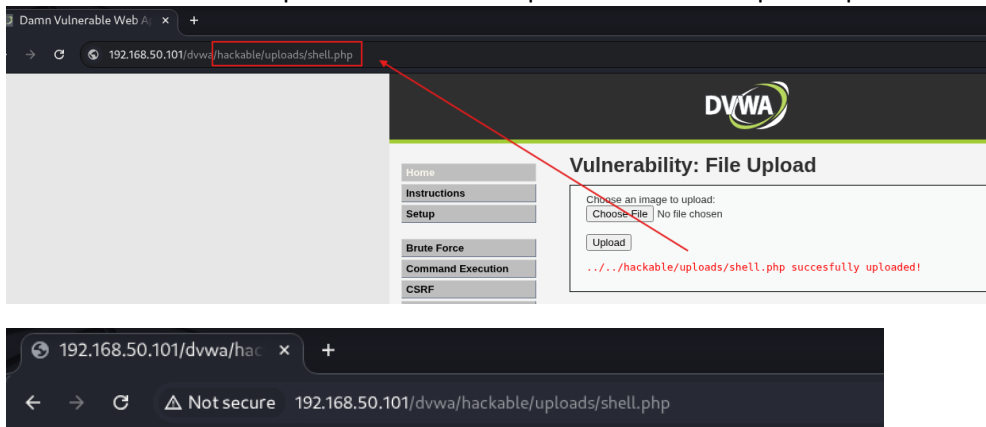 Damn Vulnerable Web A
192.168.50.101/dvwa/hackable/uploads/shell.php
DVWA
Home
Instructions
Setup
Brute Force
Command Execution
CSRF
Vulnerability: File Upload
Choose an image to upload:
Choose File No file chosen
Upload
../../hackable/uploads/shell.php succesfully uploaded!
192.168.50.101/dvwa/hac
Not secure 192.168.50.101/dvwa/hackable/uploads/shell.php